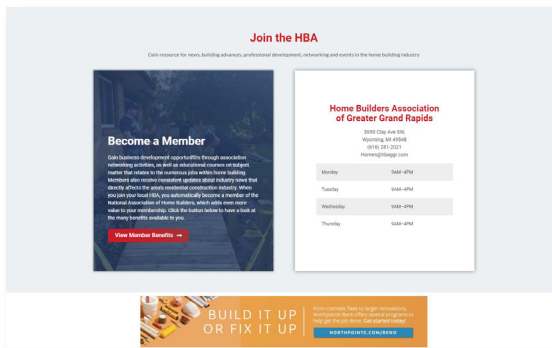 Join the HBA
Gain resource for news, building advances, professional development, networking and events in the home building industry
Become a Member
Gain business development opportunities through association
networking activities, as well as educational courses on subject
matter that relates to the numerous jobs within home building.
Members also receive consistent updates about industry news that
directly affects the area's residential construction industry. When
you join your local HBA, you automatically become a member of the
National Association of Home Builders, which adds even more
value to your membership. Click the button below to have a look at
the many benefits available to you.
View Member Benefits →
Home Builders Association
of Greater Grand Rapids
3959 Clay Ave SW,
Wyoming, MI 49548
(616) 281-2021
Homes@hbaggr.com
Monday 9AM–4PM
Tuesday 9AM–4PM
Wednesday 9AM–4PM
Thursday 9AM–4PM
BUILD IT UP
OR FIX IT UP
From cosmetic fixes to larger renovations,
Northpointe Bank offers several programs to
help get the job done. Get started today!
NORTHPOINTE.COM/RENO